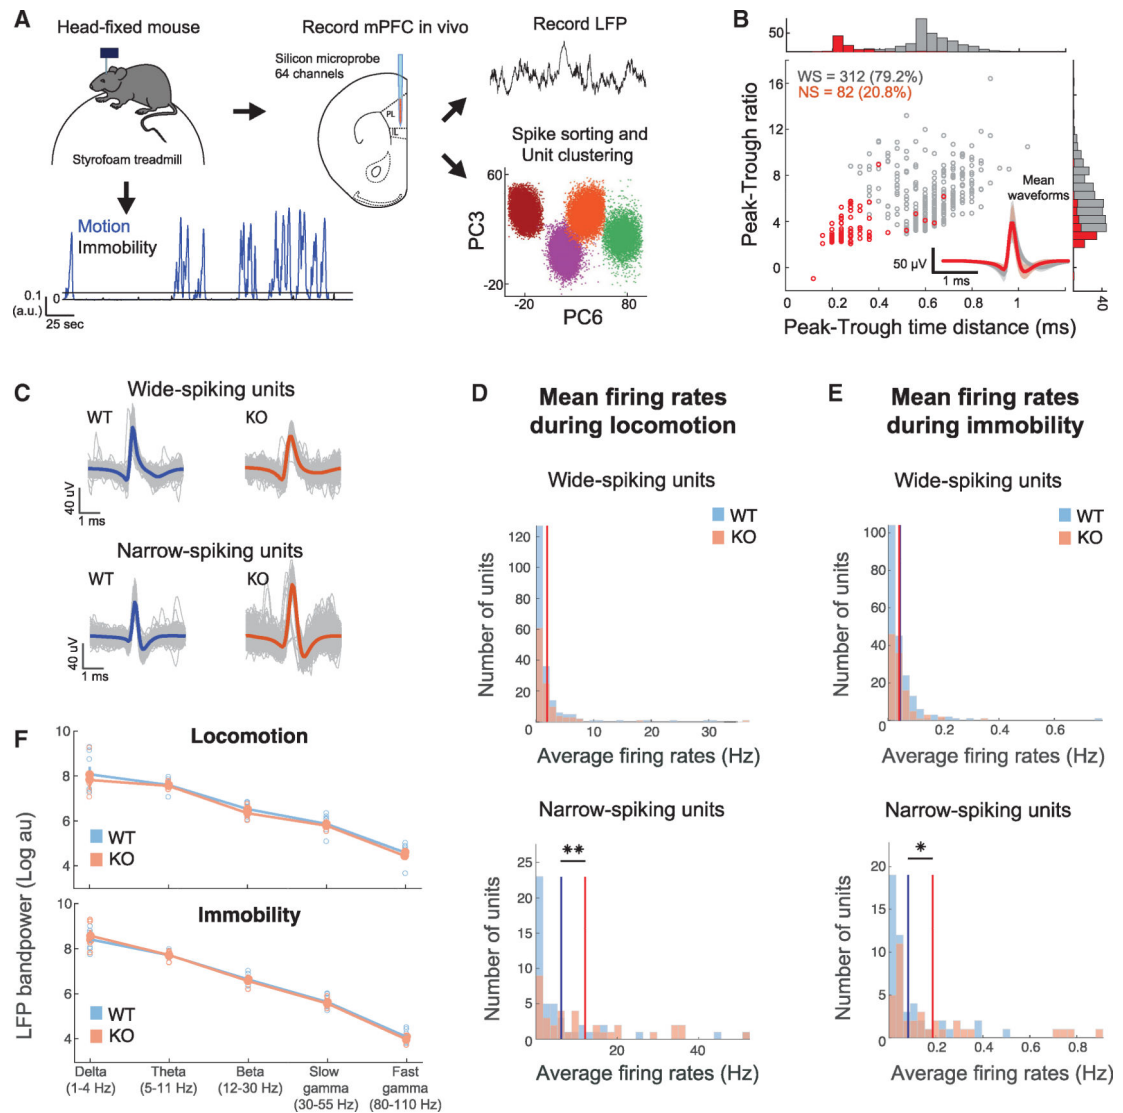 A
Head-fixed mouse
Styrofoam treadmill
Motion
Immobility
0.1
0
(a.u.)
25 sec
Record mPFC in vivo
Silicon microprobe
64 channels
PL
IL
Record LFP
Spike sorting and
Unit clustering
60
PC3
-20
-20
80
PC6
B
50
16
WS = 312 (79.2%)
NS = 82 (20.8%)
12
8
4
0
Peak-Trough ratio
Mean
waveforms
50 µV
1 ms
0
0.2
0.4
0.6
0.8
1
40
Peak-Trough time distance (ms)
C
Wide-spiking units
WT
KO
40 uV
1 ms
Narrow-spiking units
WT
KO
40 uV
1 ms
D
Mean firing rates
during locomotion
Wide-spiking units
WT
KO
120
100
80
60
40
20
0
Number of units
10
20
30
Average firing rates (Hz)
Narrow-spiking units
**
25
20
15
10
5
0
Number of units
20
40
Average firing rates (Hz)
E
Mean firing rates
during immobility
Wide-spiking units
WT
KO
100
80
60
40
20
0
Number of units
0.2
0.4
0.6
Average firing rates (Hz)
Narrow-spiking units
*
20
15
10
5
0
Number of units
0.2
0.4
0.6
0.8
Average firing rates (Hz)
F
Locomotion
10
8
6
4
WT
KO
LFP bandpower (Log au)
Immobility
10
8
6
4
WT
KO
Delta
(1-4 Hz)
Theta
(5-11 Hz)
Beta
(12-30 Hz)
Slow
gamma
(30-55 Hz)
Fast
gamma
(80-110 Hz)